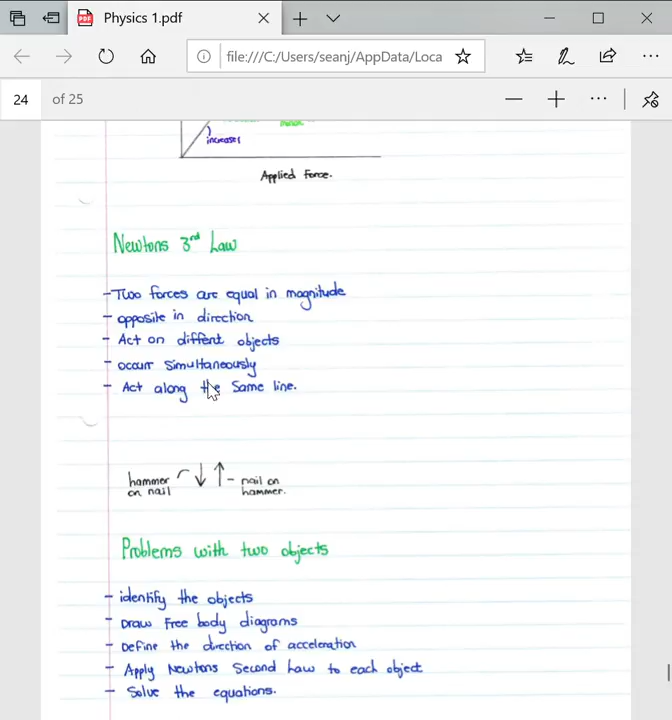 Physics 1.pdf
file:///C:/Users/seanj/AppData/Loca
24 of 25
increases
Applied Force.
Newtons 3rd Law
- Two forces are equal in magnitude
- opposite in direction
- Act on diffent objects
- occurr simultaneously
- Act along the same line.
hammer on nail
nail on hammer.
Problems with two objects
- identify the objects
- Draw Free body diagrams
- Define the direction of acceleration
- Apply Newtons Second Law to each object
- Solve the equations.